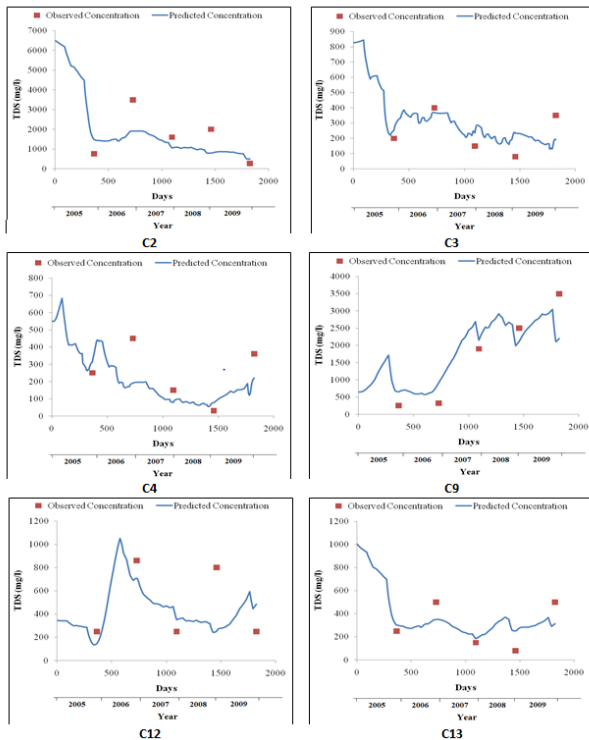 Observed Concentration Predicted Concentration
7000
6000
5000
4000
3000
2000
1000
0
TDS (mg/l)
0 500 1000 1500 2000
Days
2005 2006 2007 2008 2009
Year
C2
Observed Concentration Predicted Concentration
900
800
700
600
500
400
300
200
100
0
TDS (mg/l)
0 500 1000 1500 2000
Days
2005 2006 2007 2008 2009
Year
C3
Observed Concentration Predicted Concentration
800
700
600
500
400
300
200
100
0
TDS (mg/l)
0 500 1000 1500 2000
Days
2005 2006 2007 2008 2009
Year
C4
Observed Concentration Predicted Concentration
4000
3500
3000
2500
2000
1500
1000
500
0
TDS (mg/l)
0 500 1000 1500 2000
Days
2005 2006 2007 2008 2009
Year
C9
Observed Concentration Predicted Concentration
1200
1000
800
600
400
200
0
TDS (mg/l)
0 500 1000 1500 2000
Days
2005 2006 2007 2008 2009
Year
C12
Observed Concentration Predicted Concentration
1200
1000
800
600
400
200
0
TDS (mg/l)
0 500 1000 1500 2000
Days
2005 2006 2007 2008 2009
Year
C13